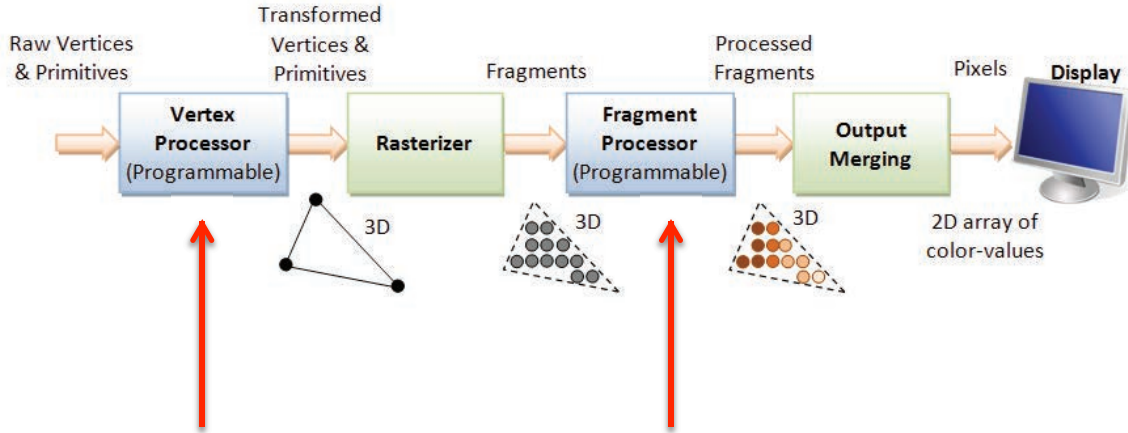 Raw Vertices
& Primitives
Vertex
Processor
(Programmable)
Transformed
Vertices &
Primitives
3D
Rasterizer
Fragments
3D
Fragment
Processor
(Programmable)
Processed
Fragments
3D
Output
Merging
Pixels
2D array of
color-values
Display